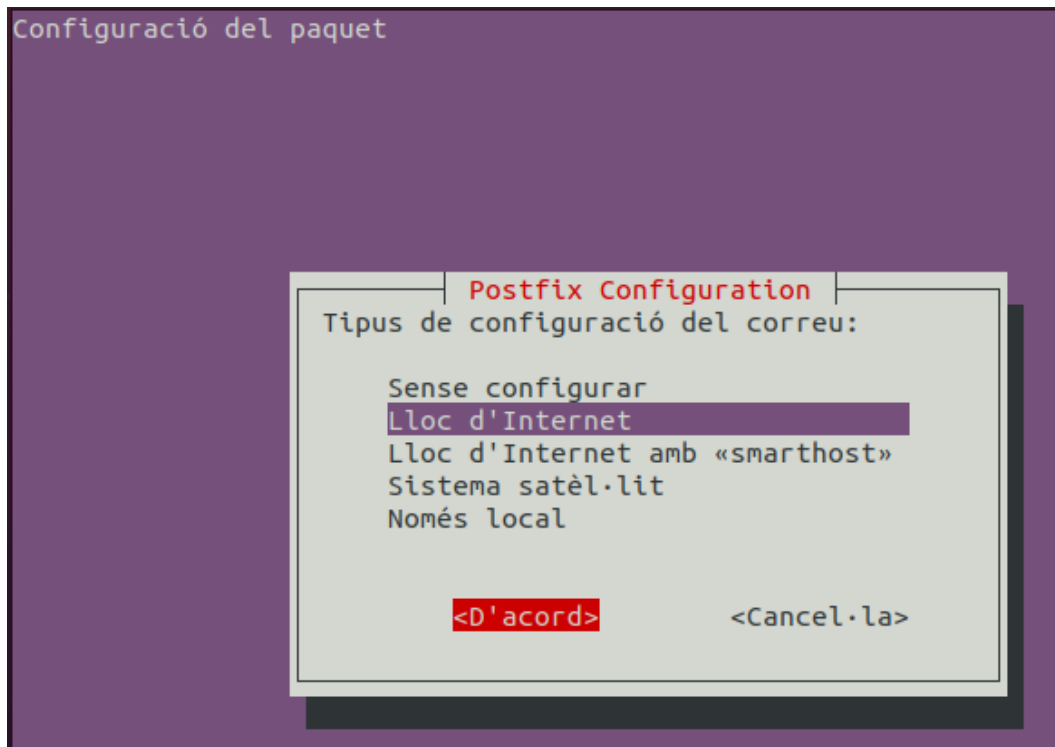 Configuració del paquet
Postfix Configuration
Tipus de configuració del correu:
Sense configurar
Lloc d'Internet
Lloc d'Internet amb «smarthost»
Sistema satèl·lit
Només local
<D'acord> <Cancel·la>